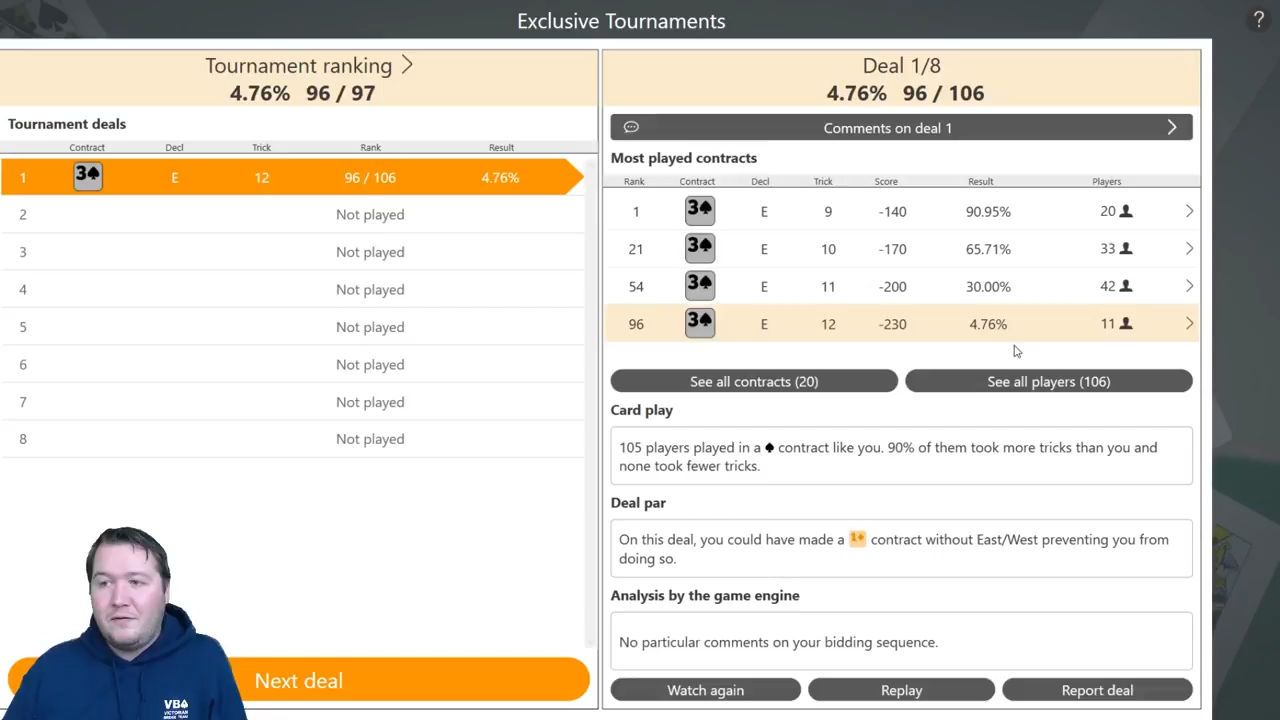 Exclusive Tournaments
?
Tournament ranking
4.76% 96 / 97
Tournament deals
Contract Decl Trick Rank Result
1 3♠ E 12 96 / 106 4.76%
2 Not played
3 Not played
4 Not played
5 Not played
6 Not played
7 Not played
8 Not played
Next deal
VB♠
VICTORIAN
BRIDGE TEAM
Deal 1/8
4.76% 96 / 106
Comments on deal 1
Most played contracts
Rank Contract Decl Trick Score Result Players
1 3♠ E 9 -140 90.95% 20
21 3♠ E 10 -170 65.71% 33
54 3♠ E 11 -200 30.00% 42
96 3♠ E 12 -230 4.76% 11
See all contracts (20)
See all players (106)
Card play
105 players played in a ♠ contract like you. 90% of them took more tricks than you and
none took fewer tricks.
Deal par
On this deal, you could have made a 1♦ contract without East/West preventing you from
doing so.
Analysis by the game engine
No particular comments on your bidding sequence.
Watch again
Replay
Report deal